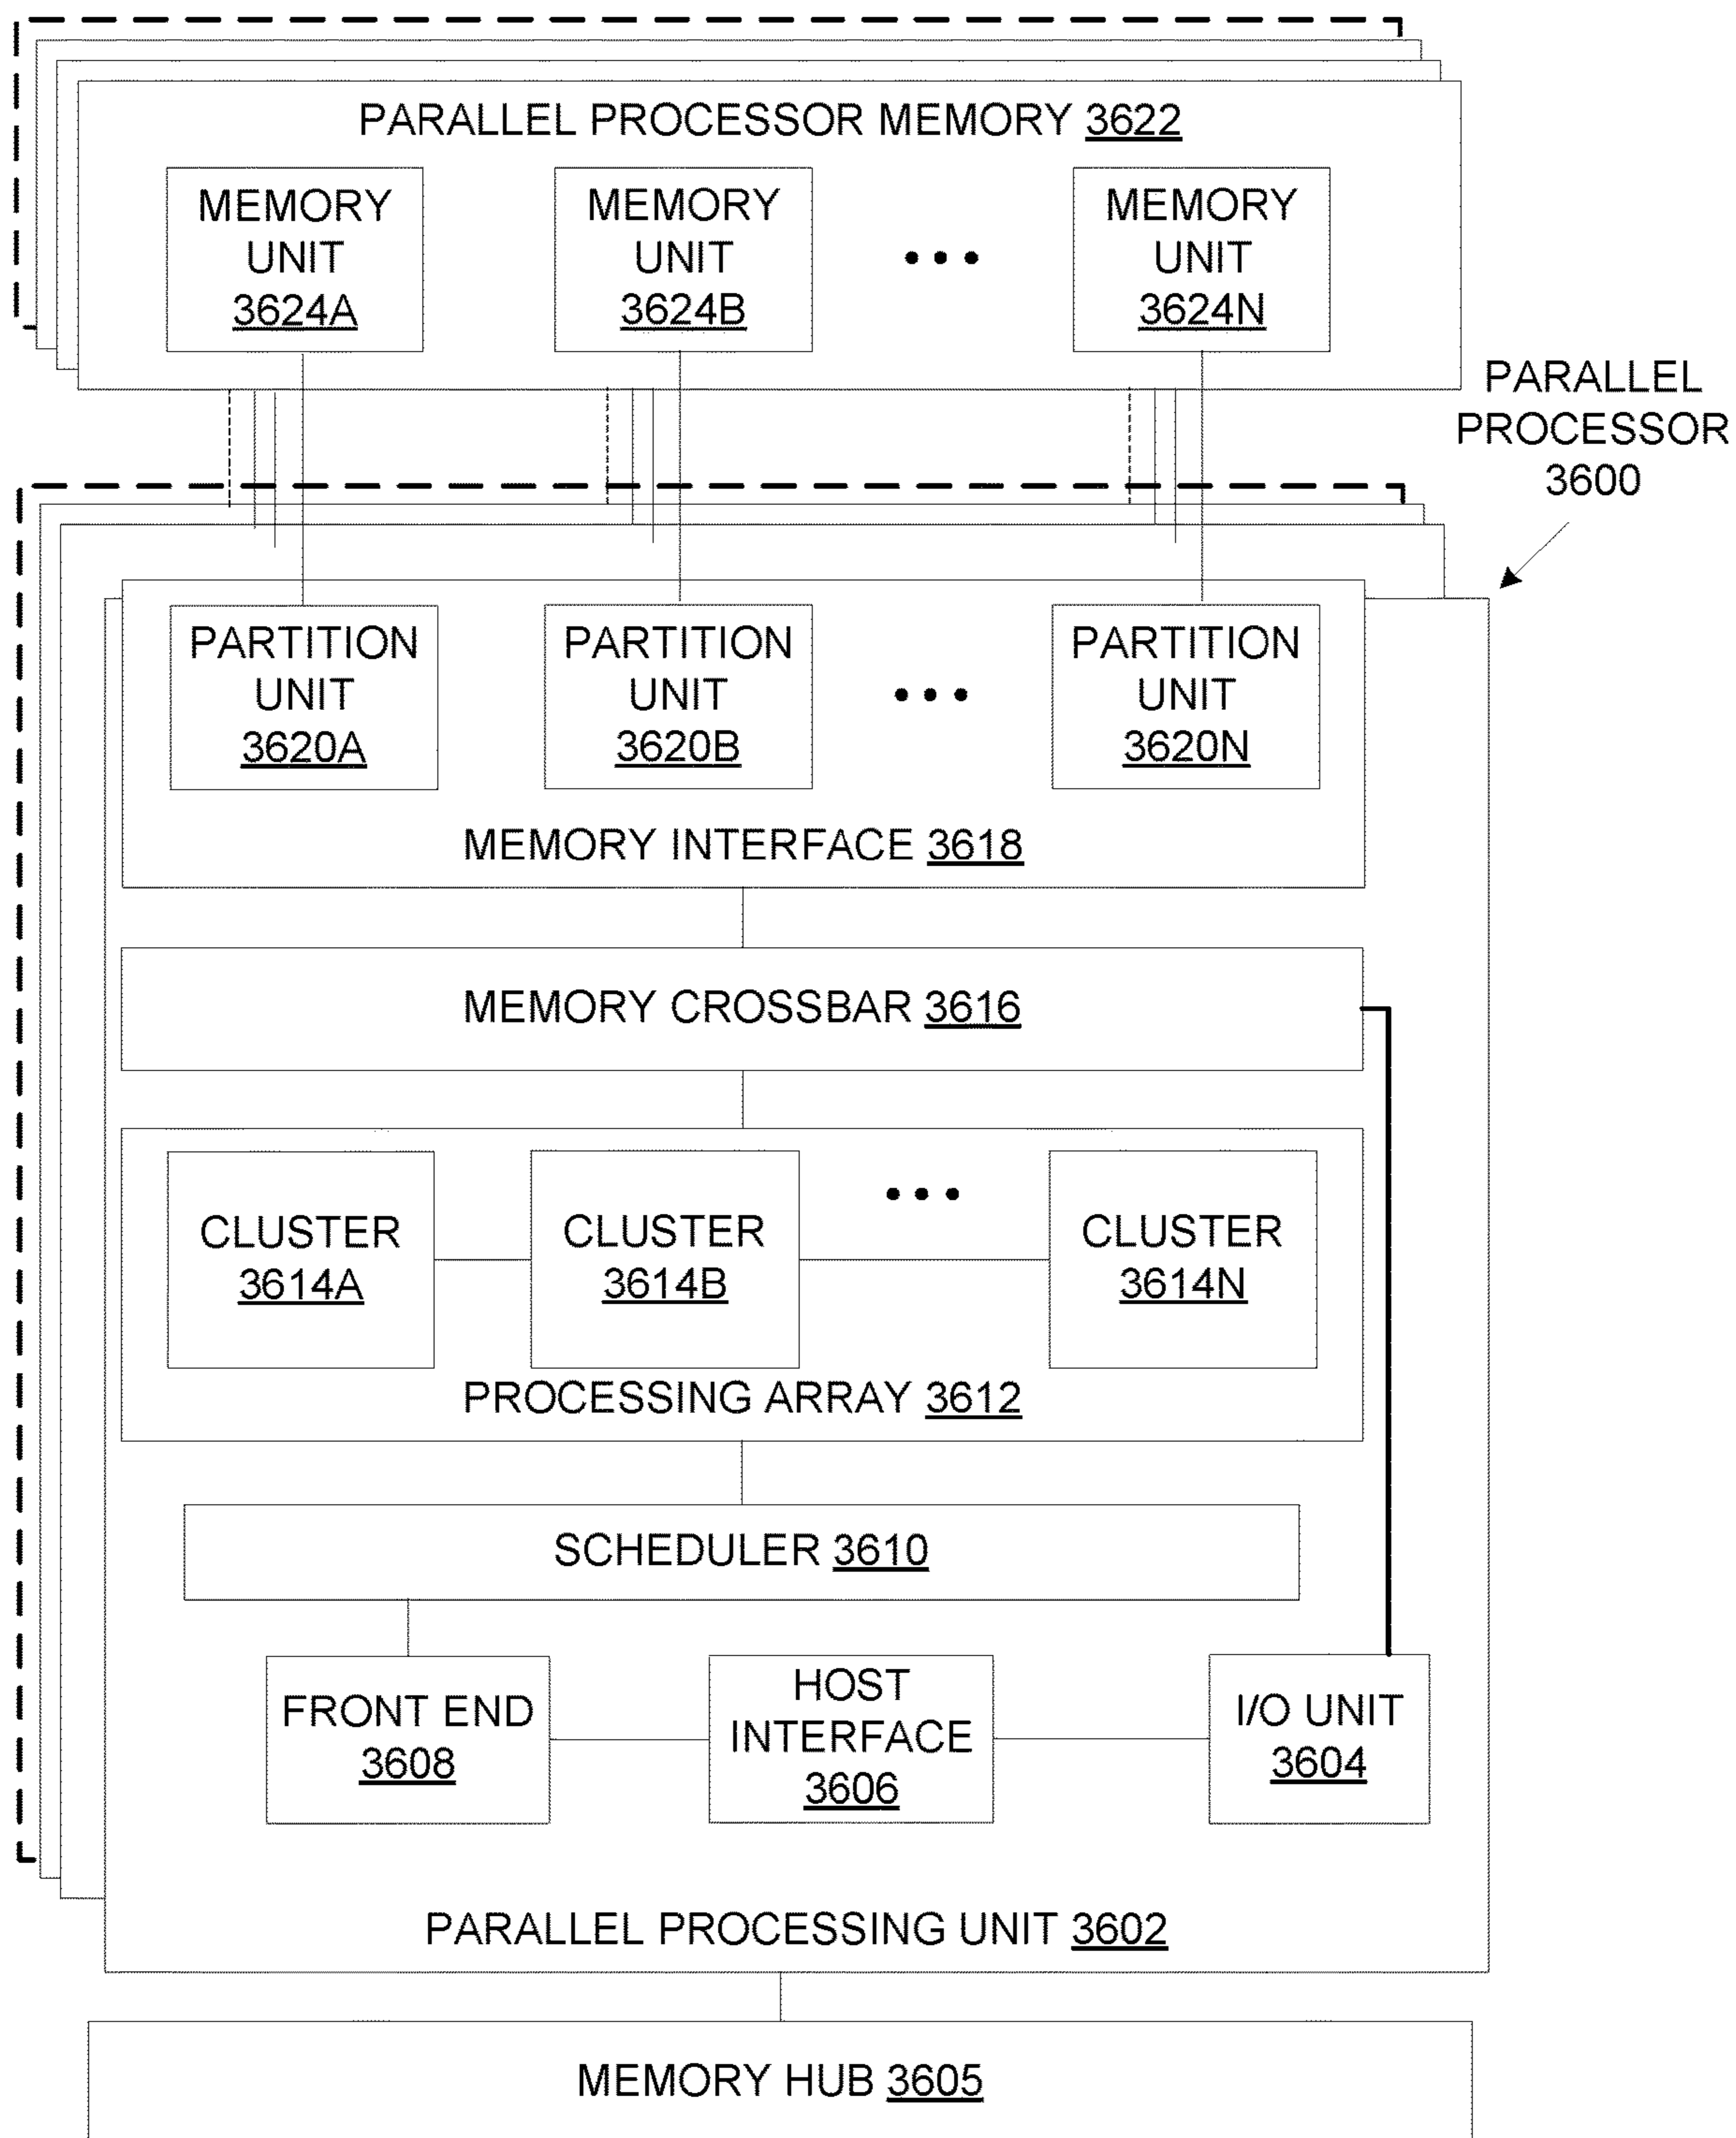 PARALLEL PROCESSOR MEMORY 3622
MEMORY
UNIT
3624A
MEMORY
UNIT
3624B
MEMORY
UNIT
3624N
PARALLEL
PROCESSOR
3600
PARTITION
UNIT
3620A
PARTITION
UNIT
3620B
PARTITION
UNIT
3620N
MEMORY INTERFACE 3618
MEMORY CROSSBAR 3616
CLUSTER
3614A
CLUSTER
3614B
CLUSTER
3614N
PROCESSING ARRAY 3612
SCHEDULER 3610
FRONT END
3608
HOST
INTERFACE
3606
I/O UNIT
3604
PARALLEL PROCESSING UNIT 3602
MEMORY HUB 3605